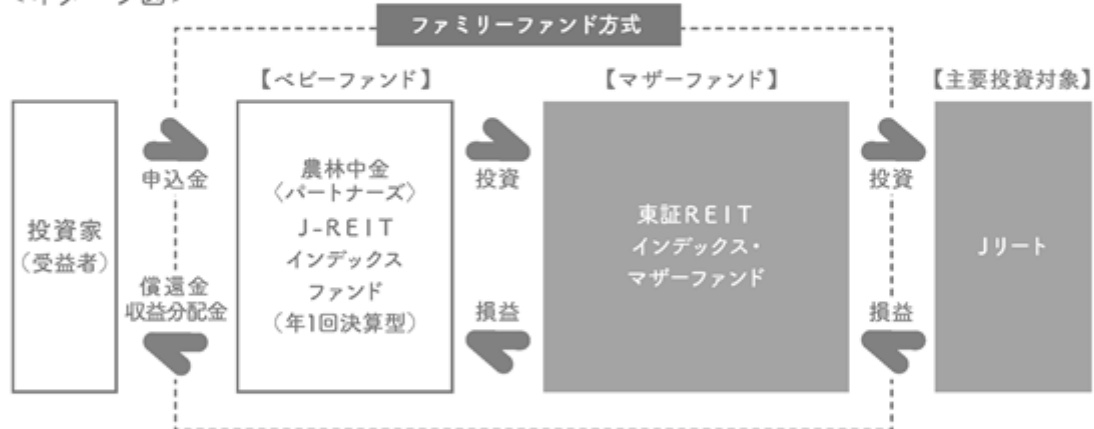 ファミリーファンド方式
【ベビーファンド】
【マザーファンド】
【主要投資対象】
投資家
(受益者)
申込金
償還金
収益分配金
農林中金
〈パートナーズ〉
J-REIT
インデックス
ファンド
(年1回決算型)
投資
損益
東証REIT
インデックス・
マザーファンド
投資
損益
Jリート